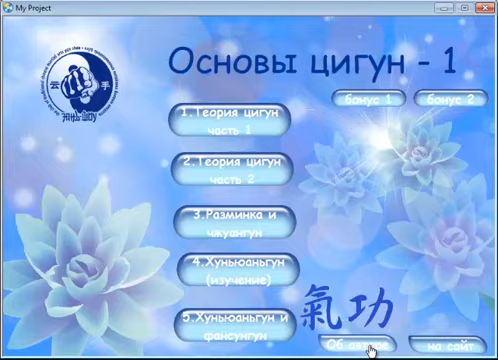 My Project
Основы цигун - 1
бонус 1
бонус 2
1.Теория цигун
часть 1
2.Теория цигун
часть 2
3.Разминка и
чжуангун
4.Хуньюаньгун
(изучение)
5.Хуньюаньгун и
фансунгун
氣功
Об авторе
на сайт